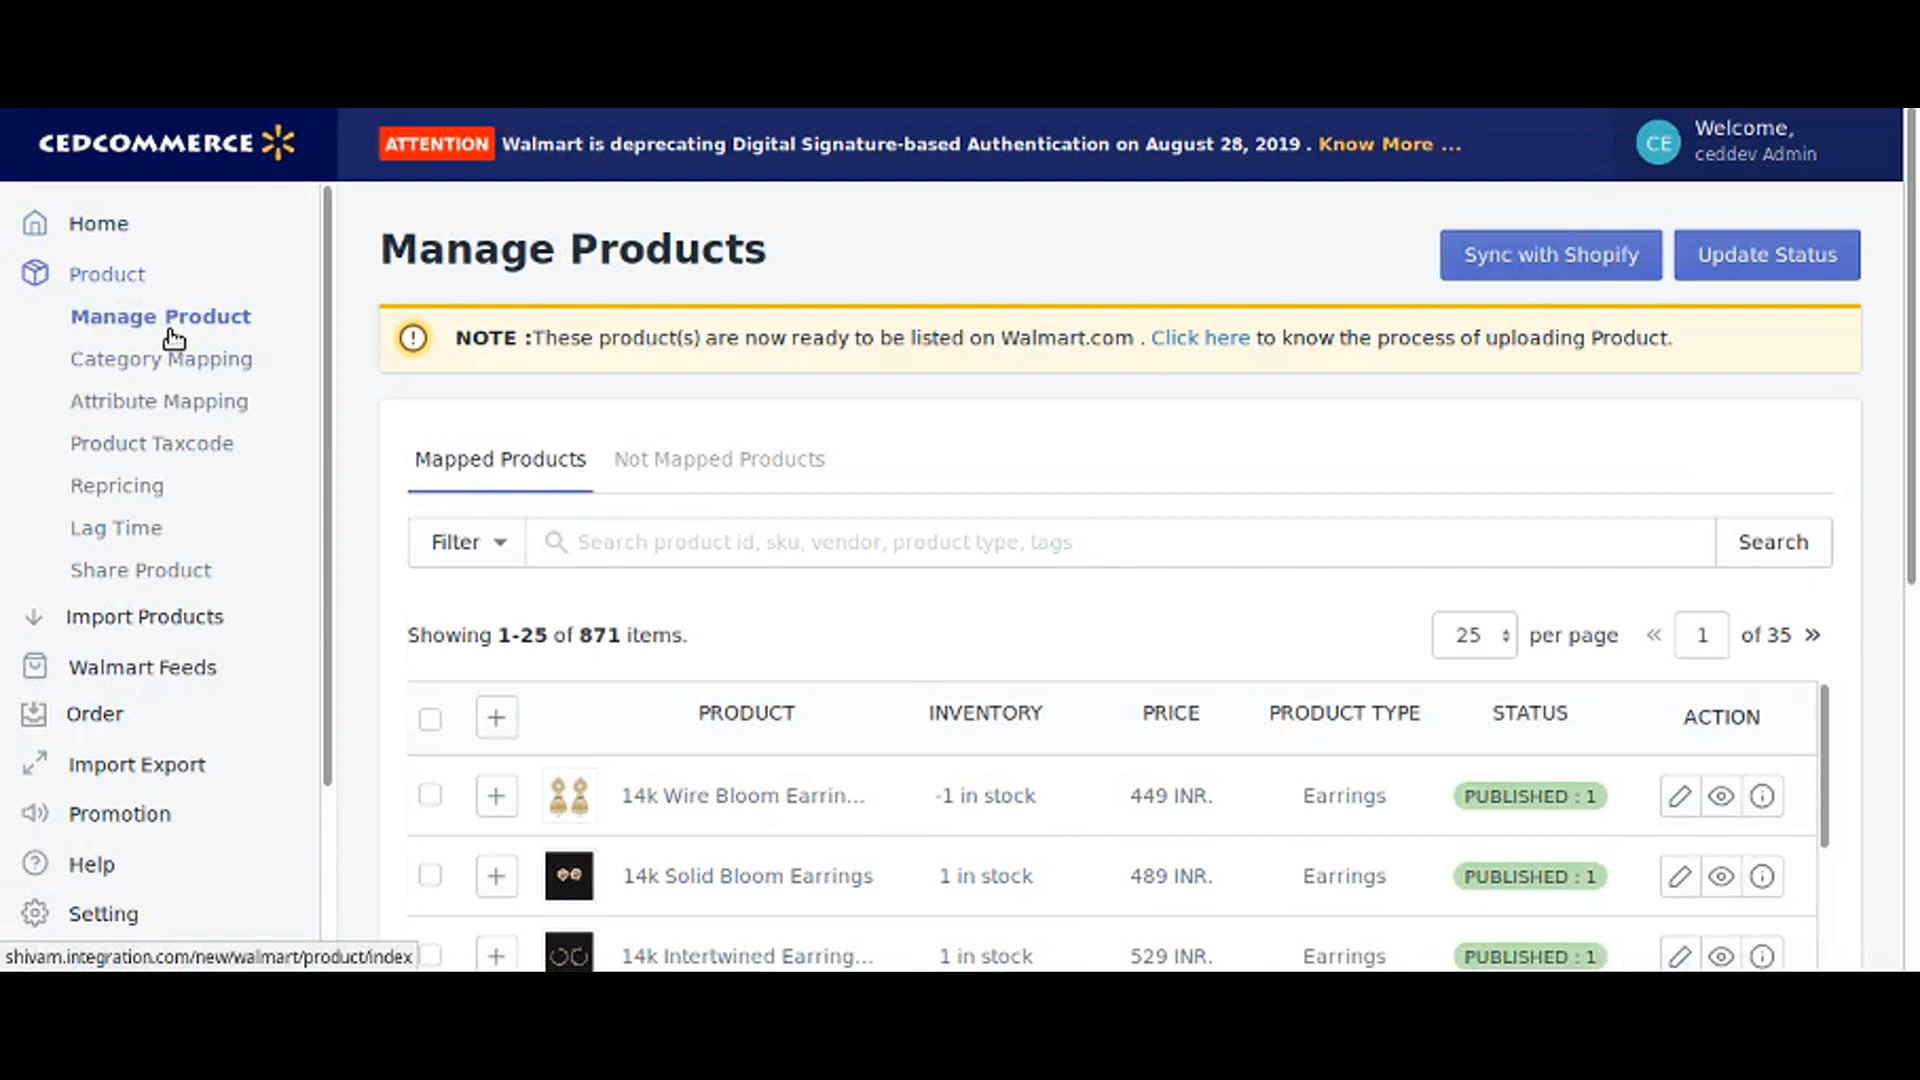 CEDCOMMERCE
ATTENTION Walmart is deprecating Digital Signature-based Authentication on August 28, 2019 . Know More ...
CE
Welcome,
ceddev Admin
Home
Product
Manage Product
Category Mapping
Attribute Mapping
Product Taxcode
Repricing
Lag Time
Share Product
Import Products
Walmart Feeds
Order
Import Export
Promotion
Help
Setting
shivam.integration.com/new/walmart/product/index
Manage Products
Sync with Shopify
Update Status
NOTE :These product(s) are now ready to be listed on Walmart.com . Click here to know the process of uploading Product.
Mapped Products Not Mapped Products
Filter Search product id, sku, vendor, product type, tags Search
Showing 1-25 of 871 items. 25 per page « 1 of 35 »
PRODUCT INVENTORY PRICE PRODUCT TYPE STATUS ACTION
14k Wire Bloom Earrin... -1 in stock 449 INR. Earrings PUBLISHED : 1
14k Solid Bloom Earrings 1 in stock 489 INR. Earrings PUBLISHED : 1
14k Intertwined Earring... 1 in stock 529 INR. Earrings PUBLISHED : 1